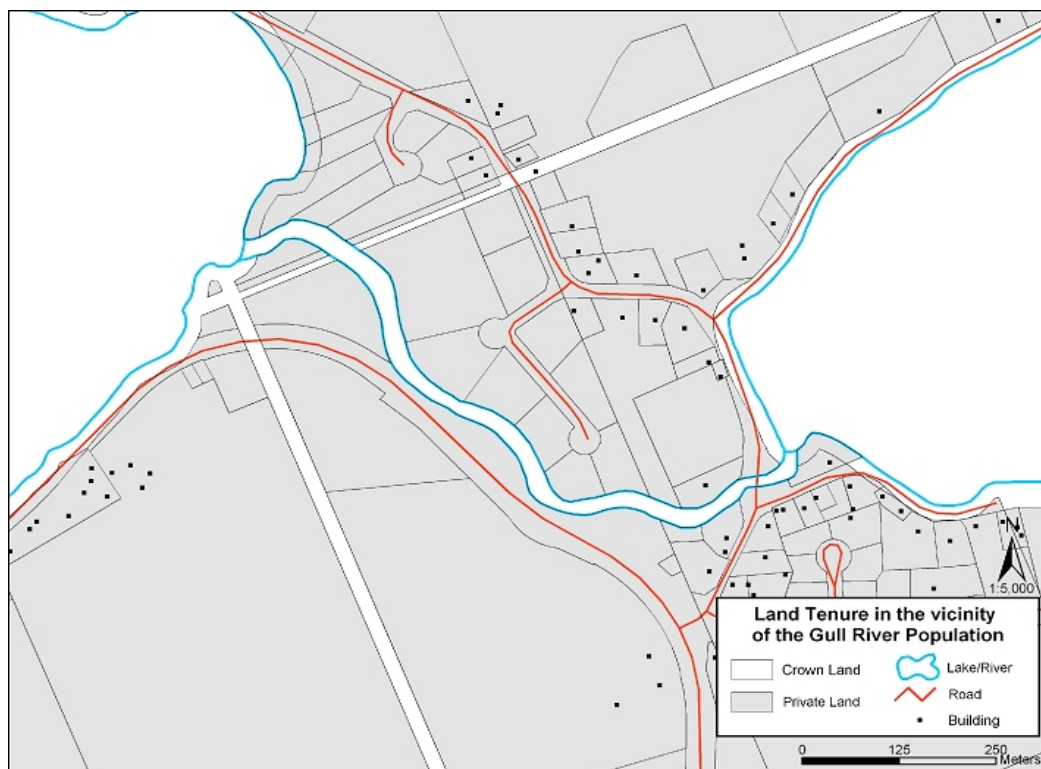 N
1:5,000
Land Tenure in the vicinity
of the Gull River Population
Crown Land
Lake/River
Private Land
Road
Building
0 125 250
Meters